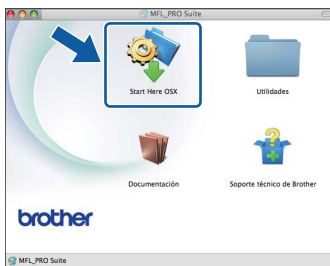 MFL_PRO Suite
Start Here OSX
Utilidades
Documentación
Soporte técnico de Brother
brother
MFL_PRO Suite